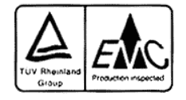 TUV Rheinland
Group
EMC
Production inspected